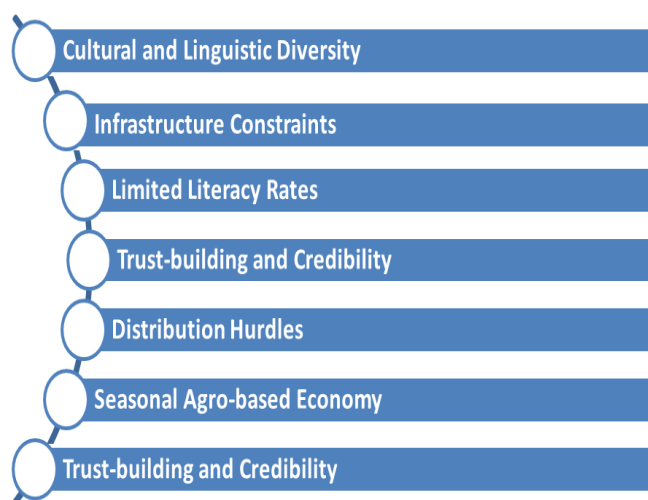 Cultural and Linguistic Diversity
Infrastructure Constraints
Limited Literacy Rates
Trust-building and Credibility
Distribution Hurdles
Seasonal Agro-based Economy
Trust-building and Credibility